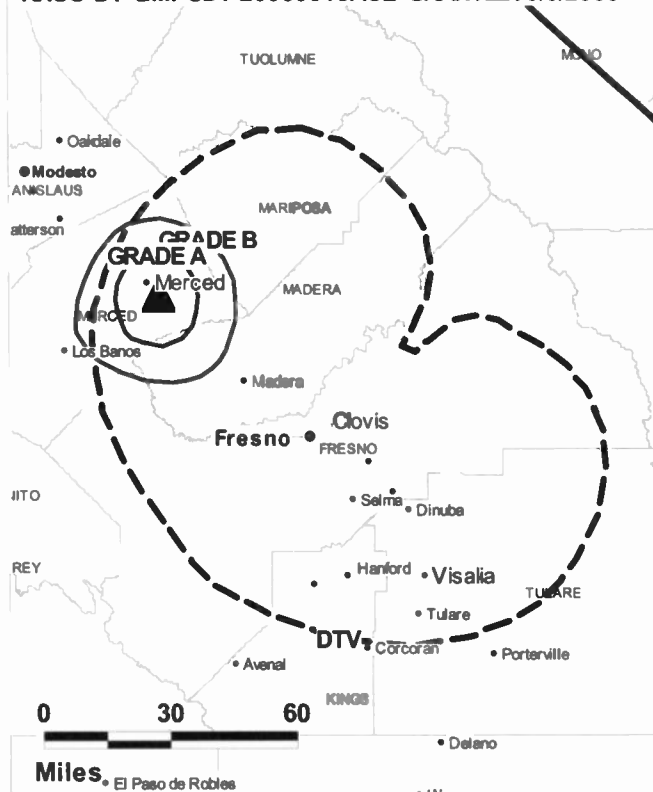 TUOLUMNE
MONO
Oakdale
Modesto
ANISLAUS
atterson
MARIPOSA
GRADE B
GRADE A
Merced
MADERA
MERCED
Los Banos
Madera
Clovis
Fresno
FRESNO
Selma
Dinuba
IITO
REY
Hanford
Visalia
TULARE
Tulare
DTV
Corcoran
Porterville
Avenal
KINGS
0 30 60
Delano
Miles
El Paso de Robles